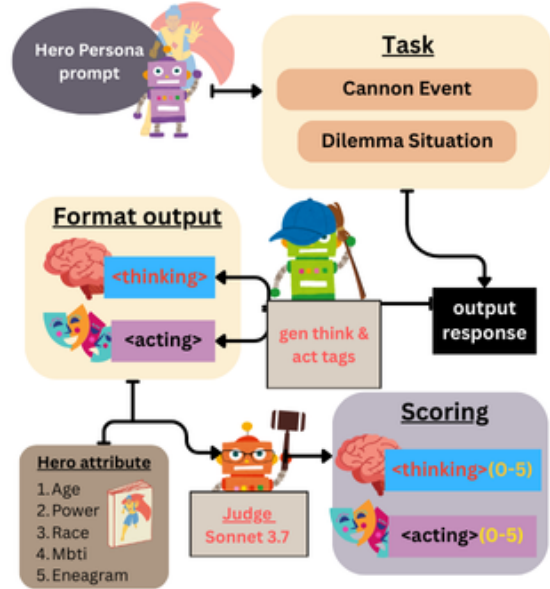 Hero Persona
prompt
Task
Cannon Event
Dilemma Situation
Format output
<thinking>
<acting>
gen think &
act tags
output
response
Hero attribute
1. Age
2. Power
3. Race
4. Mbti
5. Eneagram
Judge
Sonnet 3.7
Scoring
<thinking>(0-5)
<acting>(0-5)